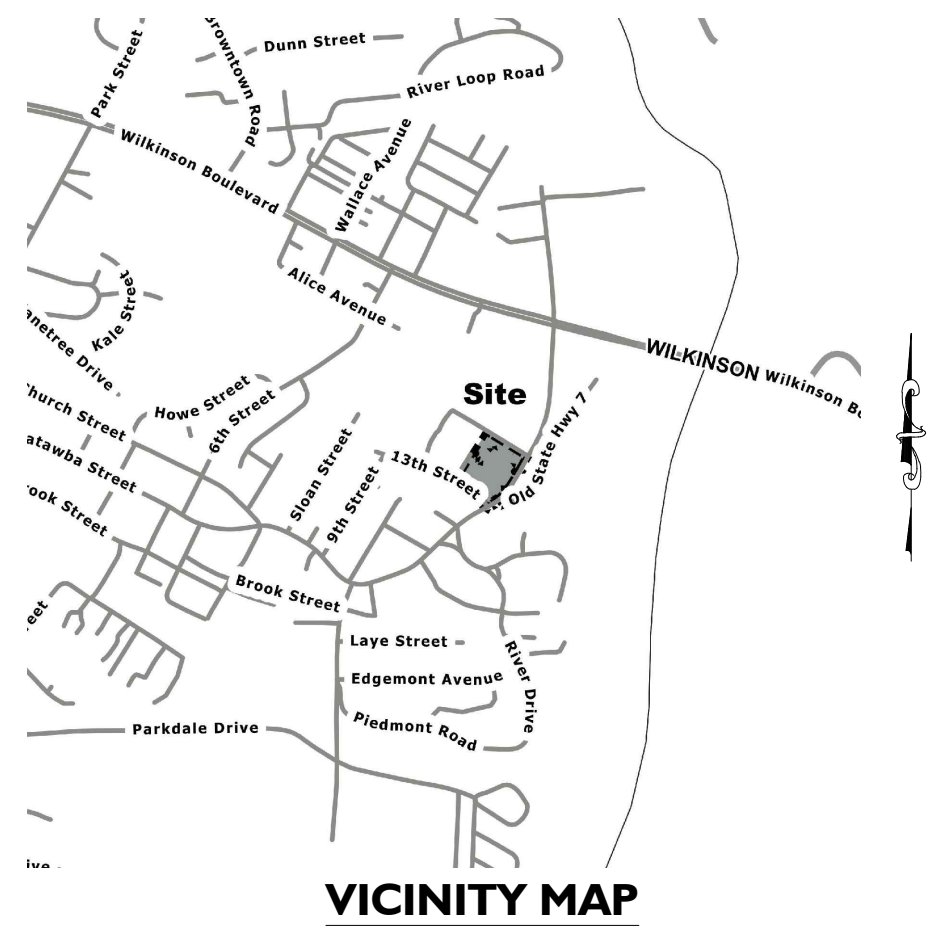 Park Street
Browntown Road
Dunn Street
River Loop Road
Wilkinson Boulevard
Wallace Avenue
Alice Avenue
Kale Street
anetree Drive
WILKINSON
Wilkinson Bo
Site
Howe Street
6th Street
Church Street
atawba Street
rook Street
Sloan Street
9th Street
13th Street
Old State Hwy 7
Brook Street
eet
Laye Street
Edgemont Avenue
River Drive
Piedmont Road
Parkdale Drive
ive
VICINITY MAP